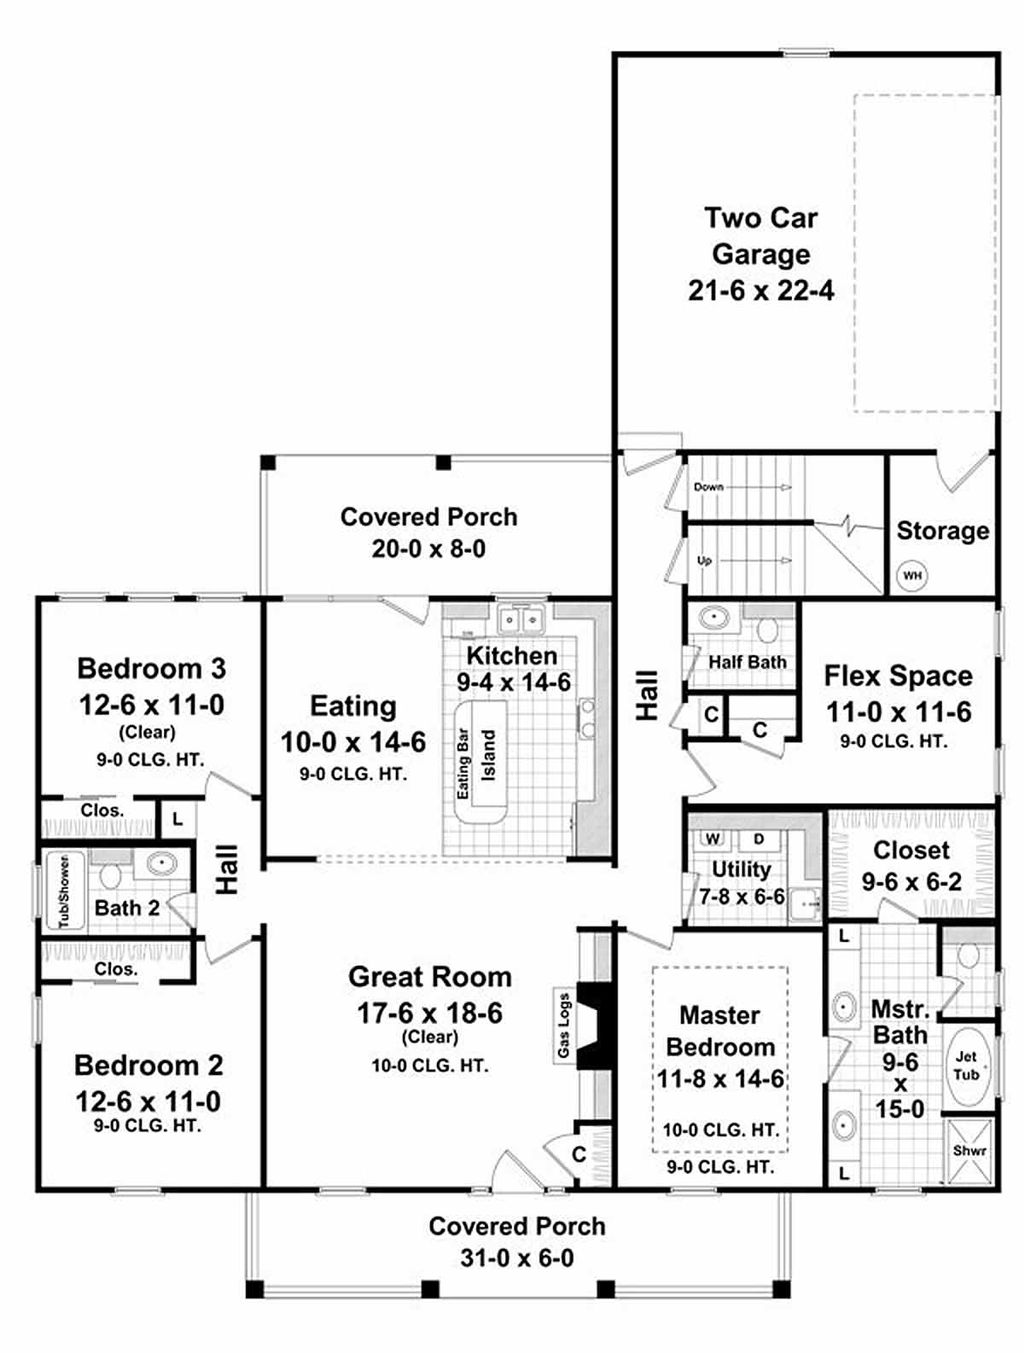 Two Car
Garage
21-6 x 22-4
Down
Up
Storage
WH
Covered Porch
20-0 x 8-0
Bedroom 3
12-6 x 11-0
(Clear)
9-0 CLG. HT.
Eating
10-0 x 14-6
9-0 CLG. HT.
Kitchen
9-4 x 14-6
Eating Bar
Island
Hall
Half Bath
C
C
Flex Space
11-0 x 11-6
9-0 CLG. HT.
Clos.
L
Hall
Tub/Shower
Bath 2
Clos.
W
D
Utility
7-8 x 6-6
Closet
9-6 x 6-2
Great Room
17-6 x 18-6
(Clear)
10-0 CLG. HT.
Gas Logs
C
Bedroom 2
12-6 x 11-0
9-0 CLG. HT.
Master
Bedroom
11-8 x 14-6
10-0 CLG. HT.
9-0 CLG. HT.
L
Mstr.
Bath
9-6
x
15-0
L
Jet
Tub
Shwr
Covered Porch
31-0 x 6-0